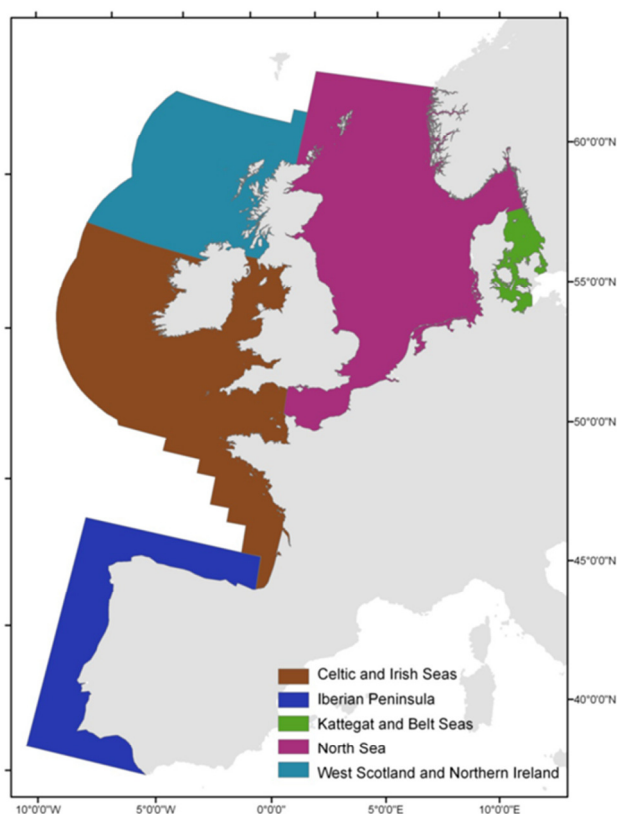 60°0'0"N
55°0'0"N
50°0'0"N
45°0'0"N
40°0'0"N
Celtic and Irish Seas
Iberian Peninsula
Kattegat and Belt Seas
North Sea
West Scotland and Northern Ireland
10°0'0"W 5°0'0"W 0°0'0" 5°0'0"E 10°0'0"E